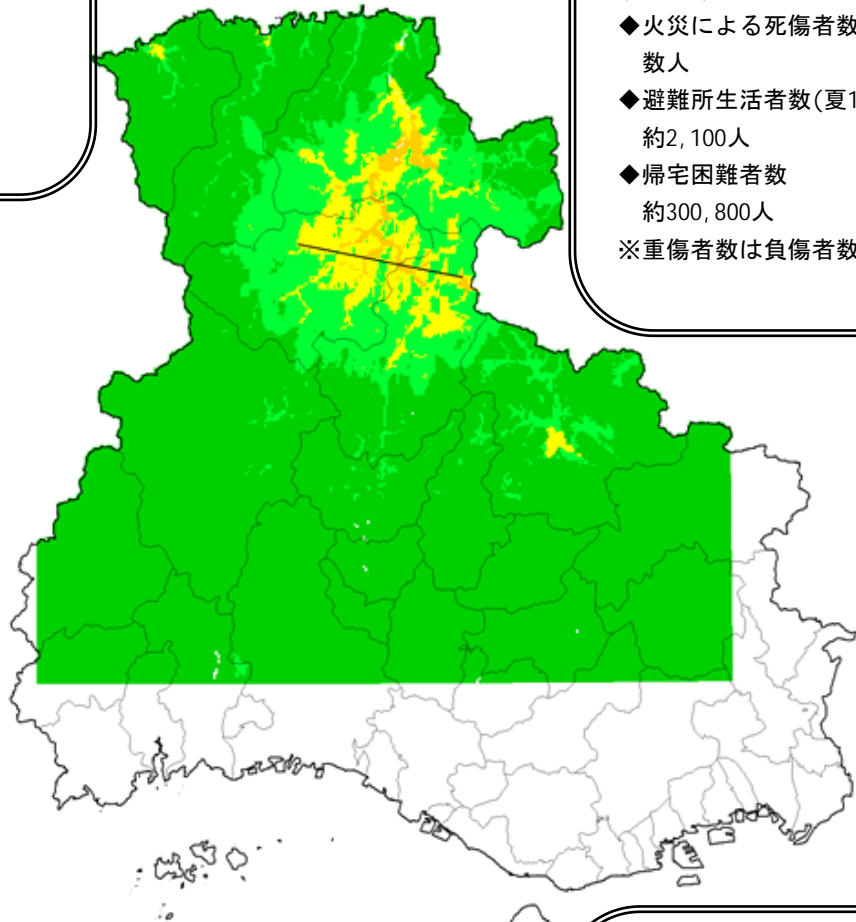 ◆火災による死傷者数
数人
◆避難所生活者数(夏1
約2,100人
◆帰宅困難者数
約300,800人
※重傷者数は負傷者数